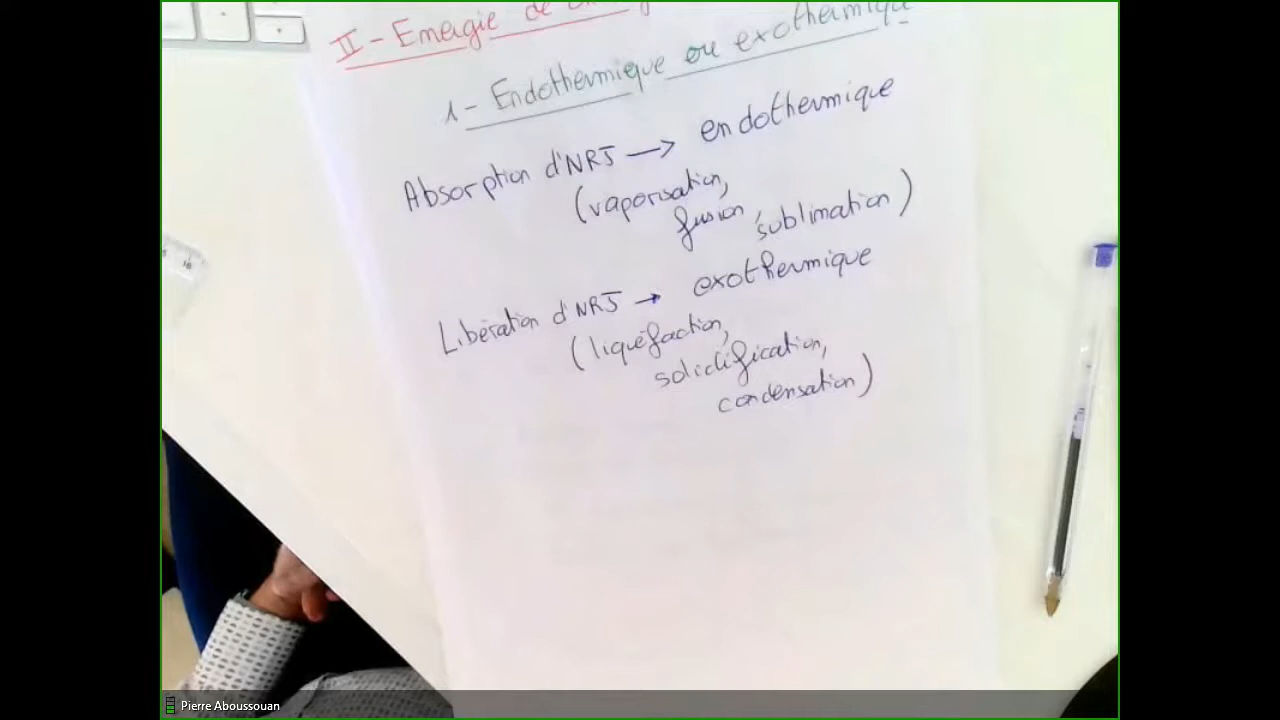 II - Energie de
1 - Endothermique ou exothermique
Absorption d'NRJ → endothermique
(vaporisation,
fusion, sublimation)
Libération d'NRJ → exothermique
(liquéfaction,
solidification,
condensation)
16
Pierre Aboussouan